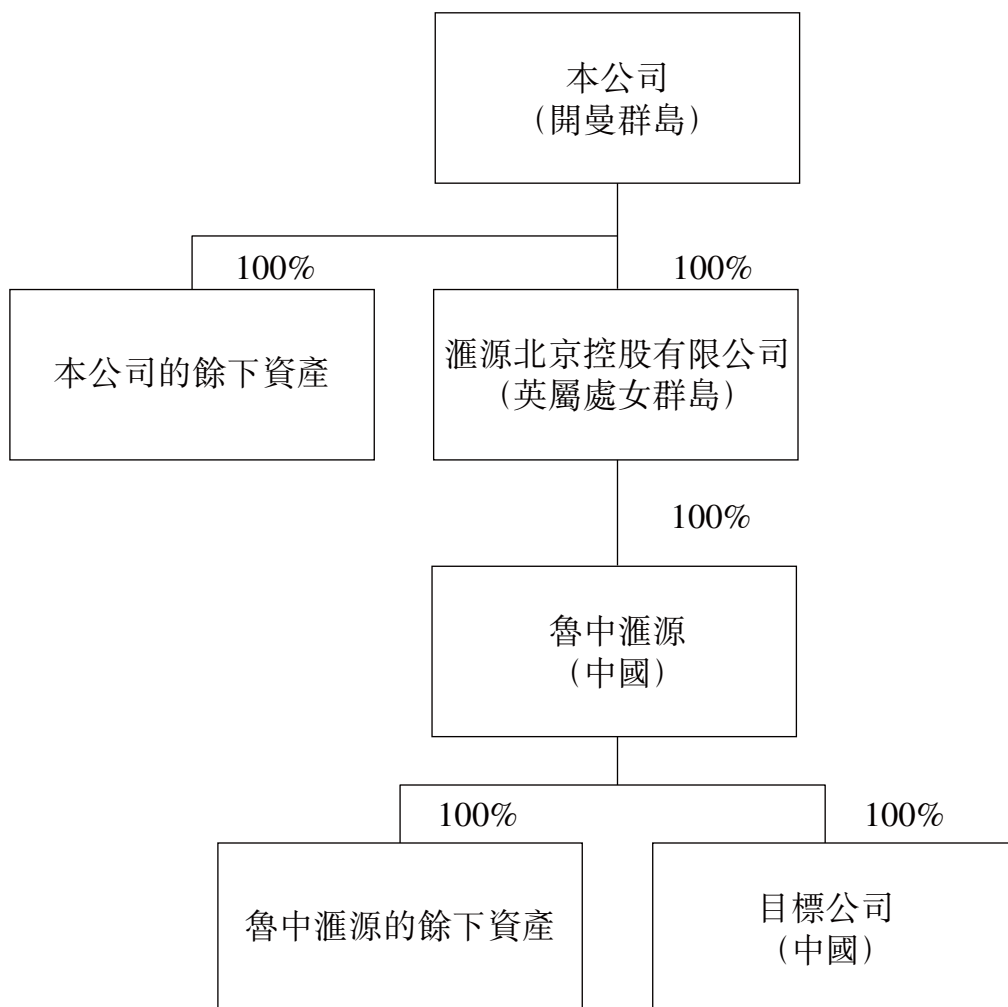 本公司
（開曼群島）
100%
100%
本公司的餘下資產
滙源北京控股有限公司
（英屬處女群島）
100%
魯中滙源
（中國）
100%
100%
魯中滙源的餘下資產
目標公司
（中國）